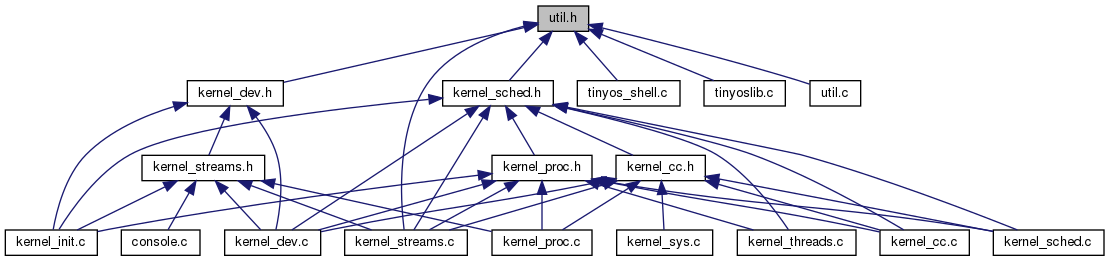 util.h
kernel_dev.h
kernel_sched.h
tinyos_shell.c
tinyoslib.c
util.c
kernel_streams.h
kernel_proc.h
kernel_cc.h
kernel_init.c
console.c
kernel_dev.c
kernel_streams.c
kernel_proc.c
kernel_sys.c
kernel_threads.c
kernel_cc.c
kernel_sched.c